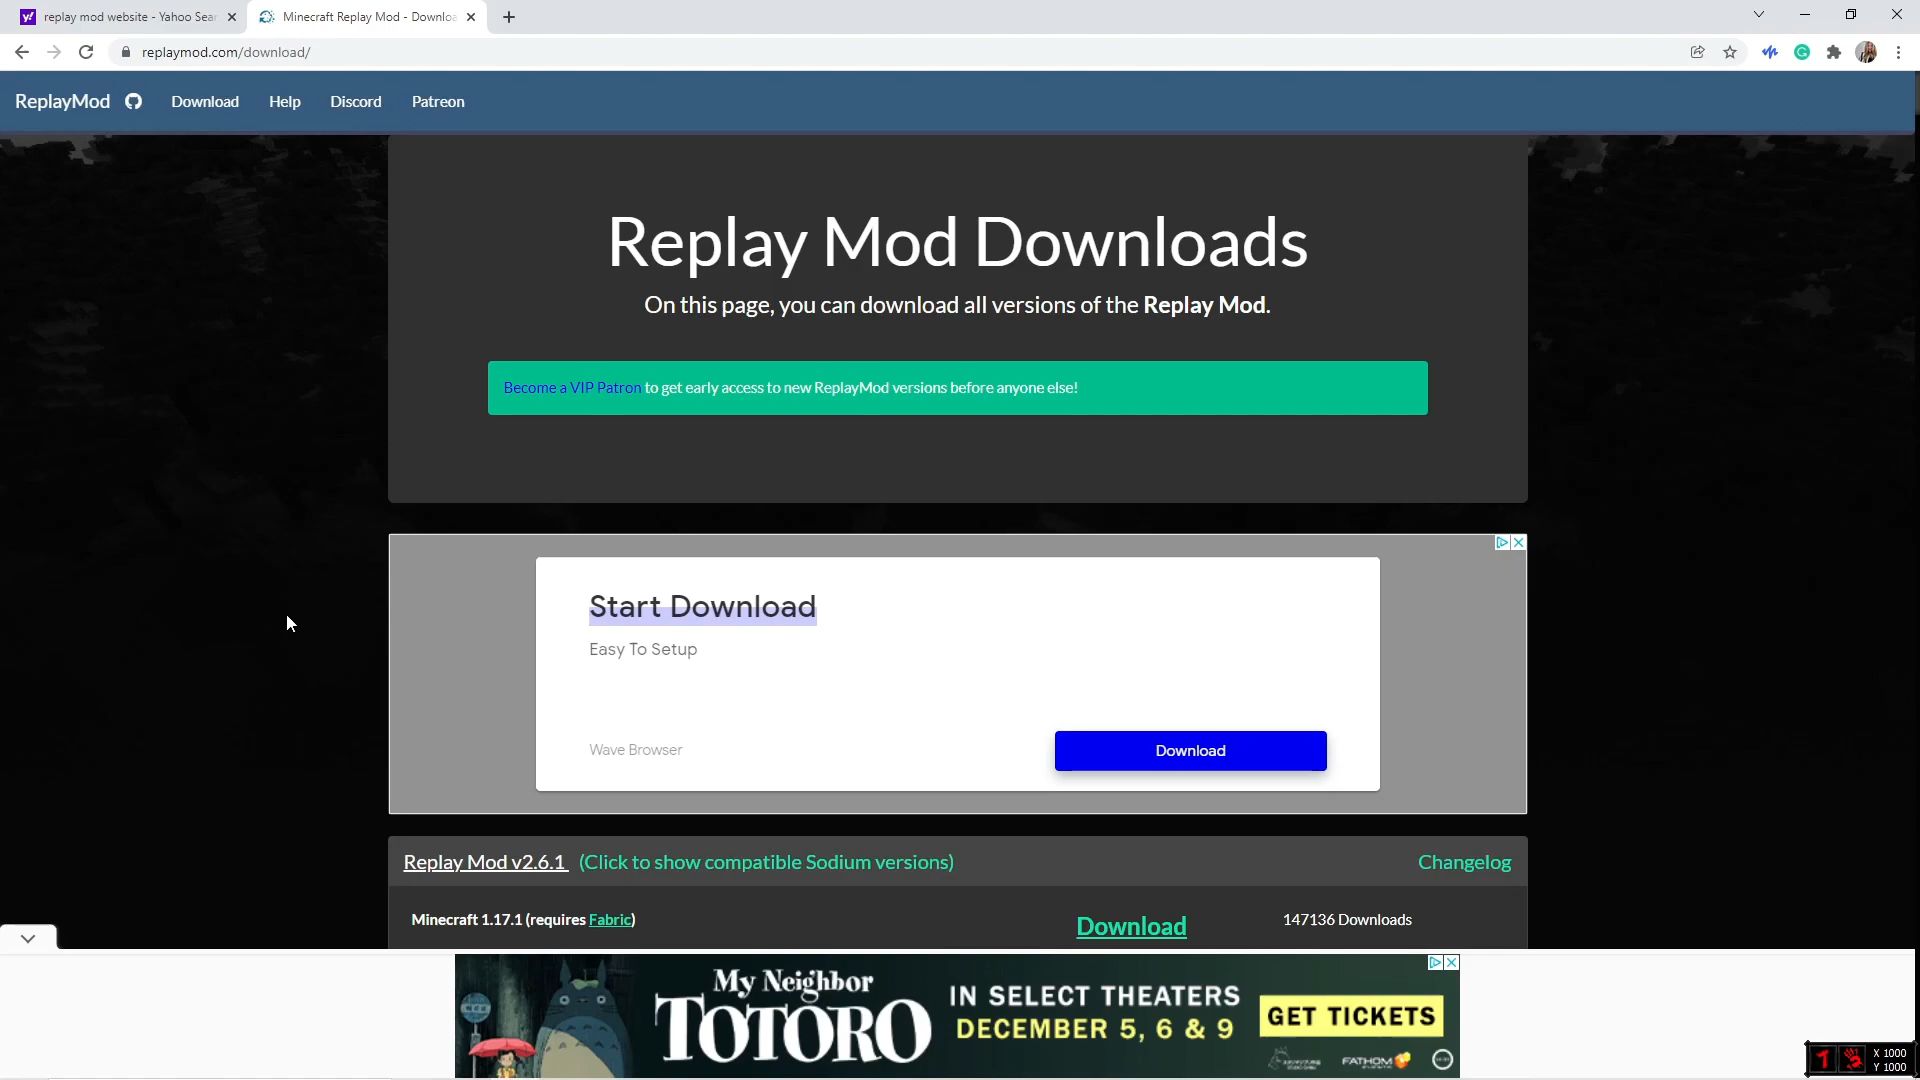 replay mod website - Yahoo Sear
Minecraft Replay Mod - Downloa
replaymod.com/download/
ReplayMod Download Help Discord Patreon
Replay Mod Downloads
On this page, you can download all versions of the Replay Mod.
Become a VIP Patron to get early access to new ReplayMod versions before anyone else!
Start Download
Easy To Setup
Wave Browser
Download
Replay Mod v2.6.1 (Click to show compatible Sodium versions) Changelog
Minecraft 1.17.1 (requires Fabric) Download 147136 Downloads
My Neighbor
TOTORO
IN SELECT THEATERS
DECEMBER 5, 6 & 9
GET TICKETS
FATHOM
X 1000
Y 1000